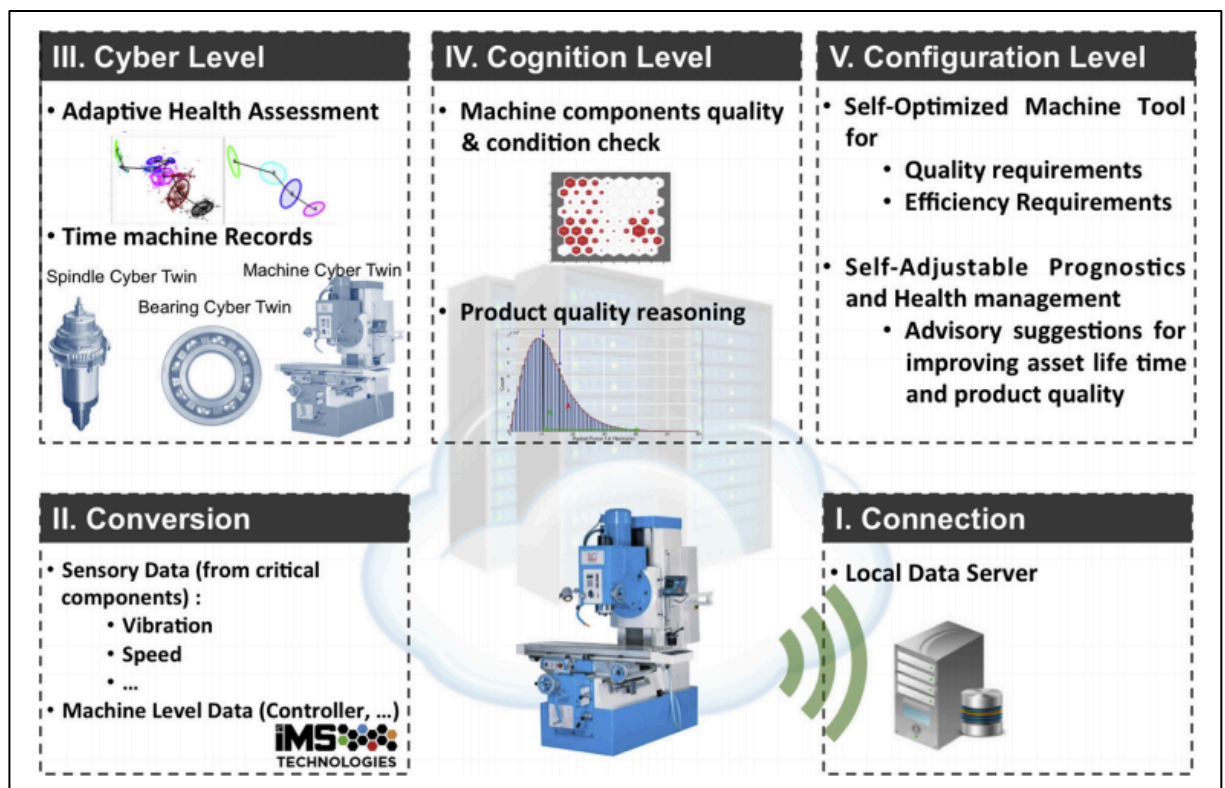 III. Cyber Level
• Adaptive Health Assessment
• Time machine Records
Spindle Cyber Twin
Machine Cyber Twin
Bearing Cyber Twin
IV. Cognition Level
• Machine components quality
& condition check
• Product quality reasoning
Count
V. Configuration Level
• Self-Optimized Machine Tool
for
• Quality requirements
• Efficiency Requirements
• Self-Adjustable Prognostics
and Health management
• Advisory suggestions for
improving asset life time
and product quality
II. Conversion
• Sensory Data (from critical
components) :
• Vibration
• Speed
• ...
• Machine Level Data (Controller, ...)
iMS
TECHNOLOGIES
I. Connection
• Local Data Server